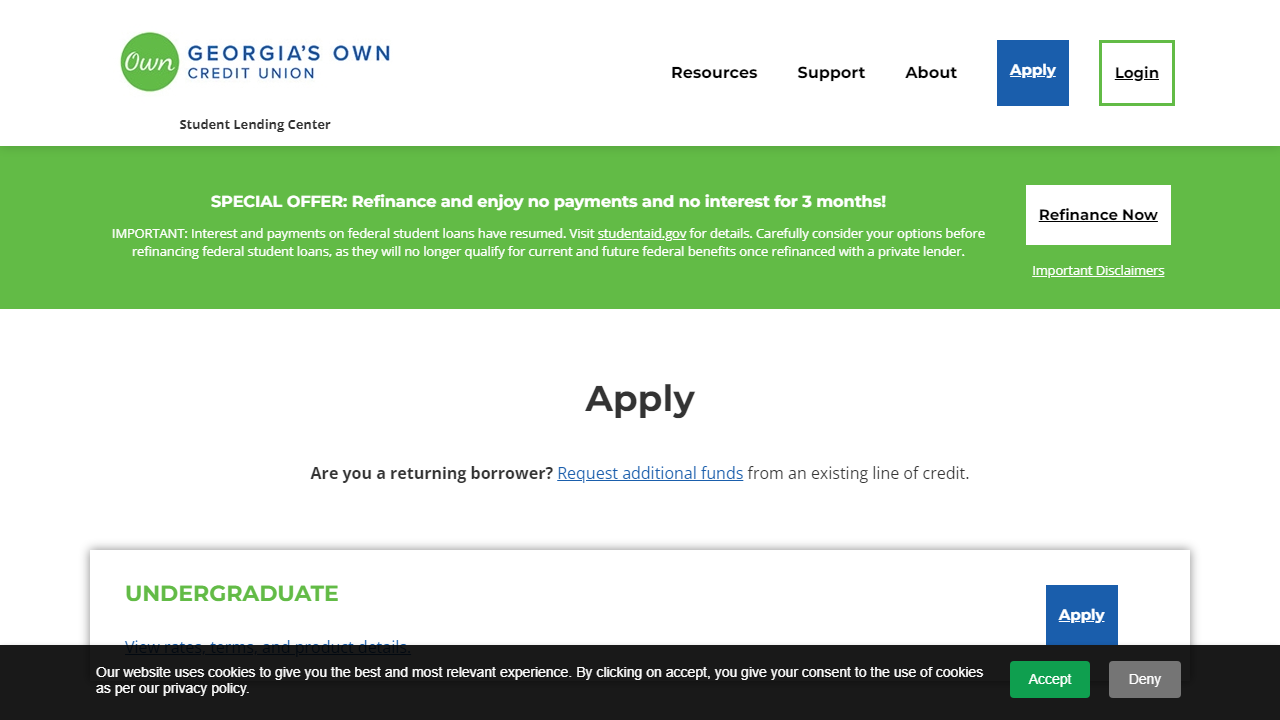 Own GEORGIA'S OWN
CREDIT UNION
Student Lending Center
Resources Support About Apply Login
SPECIAL OFFER: Refinance and enjoy no payments and no interest for 3 months!
IMPORTANT: Interest and payments on federal student loans have resumed. Visit studentaid.gov for details. Carefully consider your options before
refinancing federal student loans, as they will no longer qualify for current and future federal benefits once refinanced with a private lender.
Refinance Now
Important Disclaimers
Apply
Are you a returning borrower? Request additional funds from an existing line of credit.
UNDERGRADUATE
Apply
View rates, terms, and product details.
Our website uses cookies to give you the best and most relevant experience. By clicking on accept, you give your consent to the use of cookies
as per our privacy policy.
Accept Deny